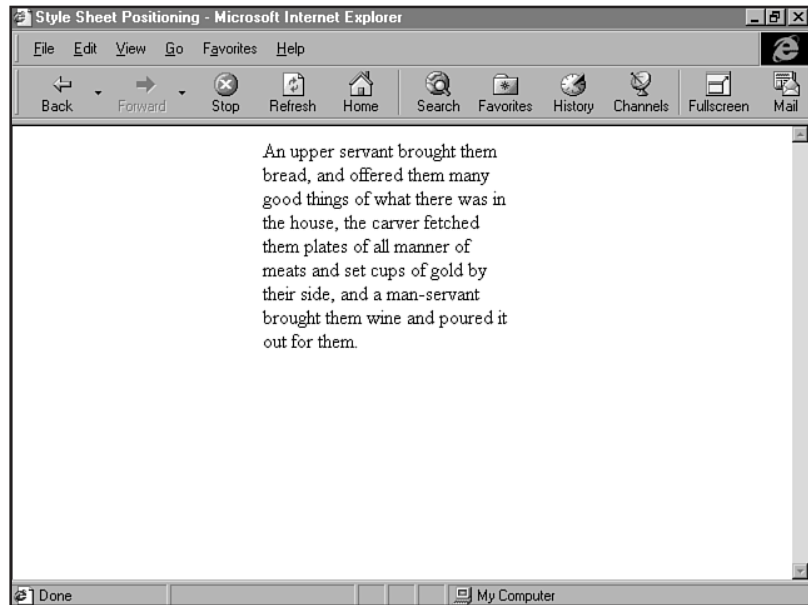 Style Sheet Positioning - Microsoft Internet Explorer
File Edit View Go Favorites Help
Back Forward Stop Refresh Home Search Favorites History Channels Fullscreen Mail
An upper servant brought them
bread, and offered them many
good things of what there was in
the house, the carver fetched
them plates of all manner of
meats and set cups of gold by
their side, and a man-servant
brought them wine and poured it
out for them.
Done My Computer